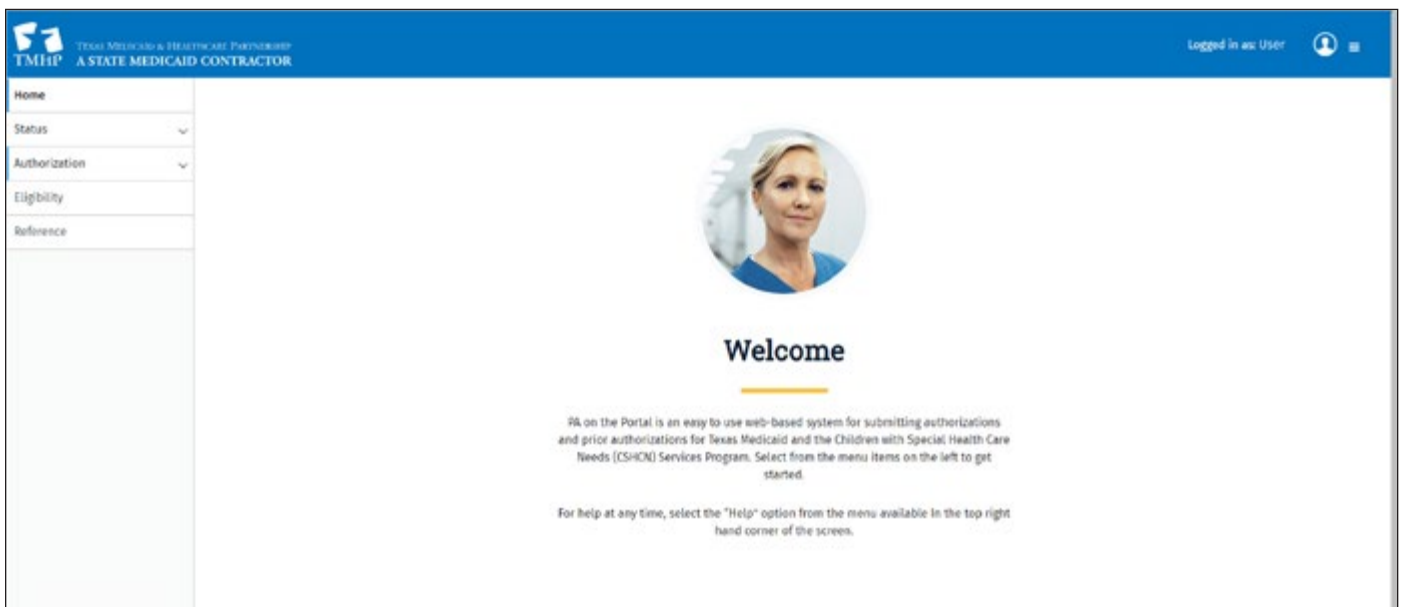 TEXAS MEDICAID & HEALTHCARE PARTNERSHIP
TMHP A STATE MEDICAID CONTRACTOR
Logged in as: User
Home
Status
Authorization
Eligibility
Reference
Welcome
PA on the Portal is an easy to use web-based system for submitting authorizations
and prior authorizations for Texas Medicaid and the Children with Special Health Care
Needs (CSHCN) Services Program. Select from the menu items on the left to get
started.
For help at any time, select the "Help" option from the menu available in the top right
hand corner of the screen.